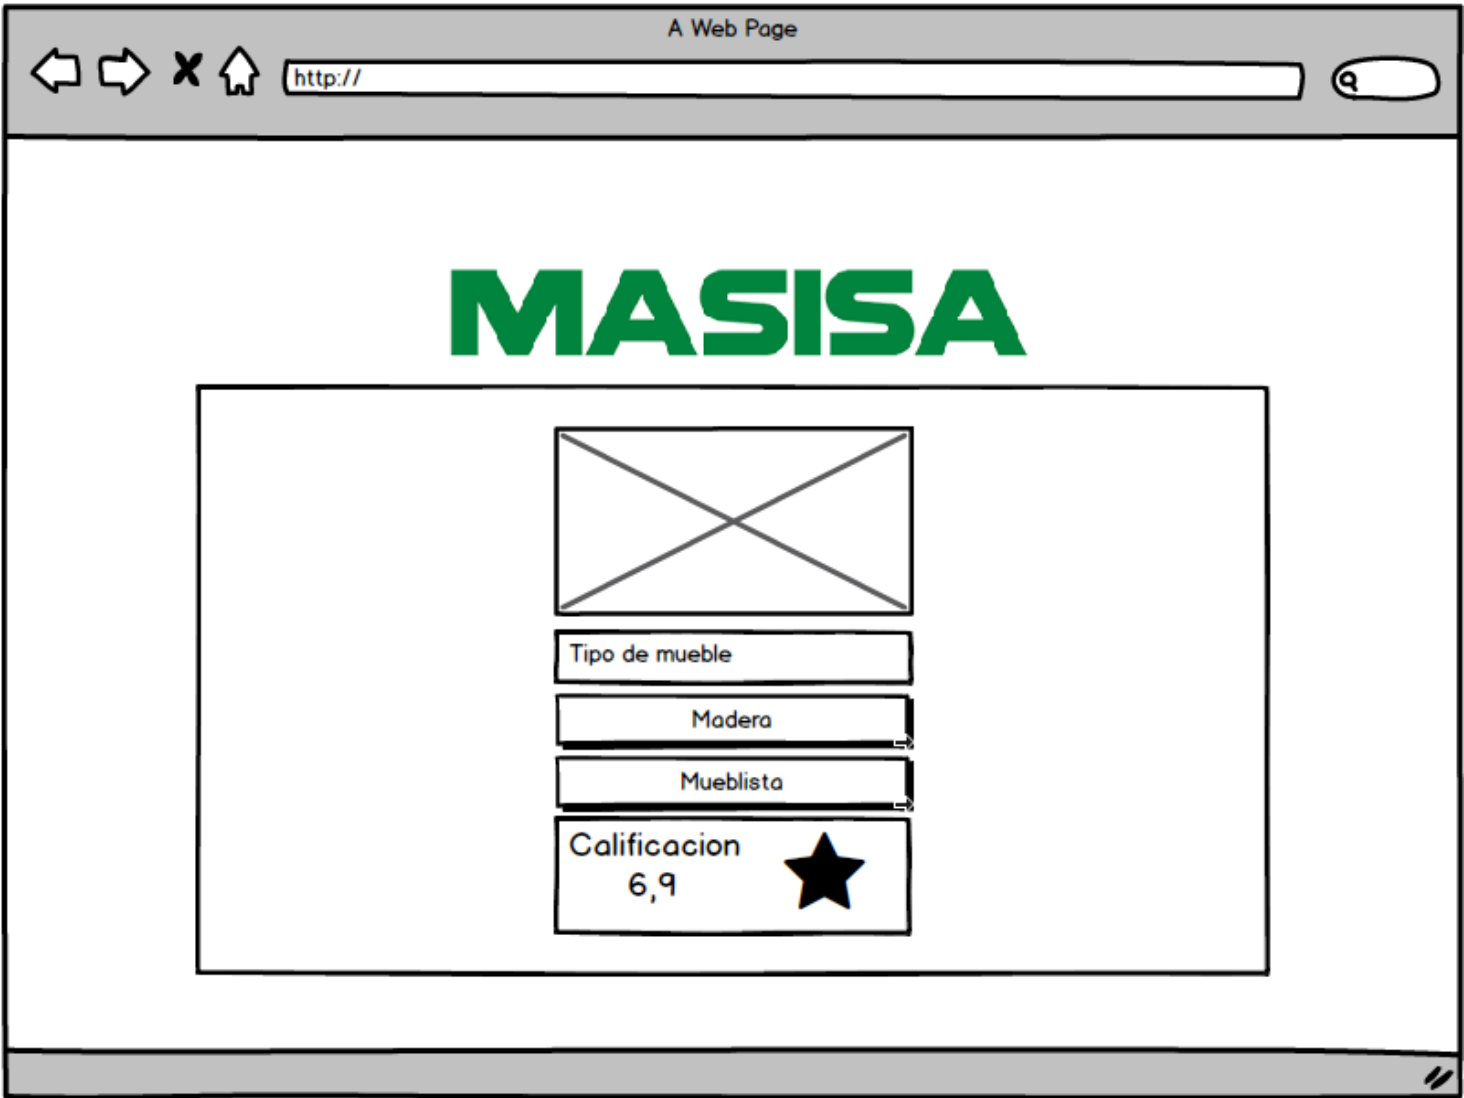 A Web Page
http://
MASISA
Tipo de mueble
Madera
Mueblista
Calificacion
6,9